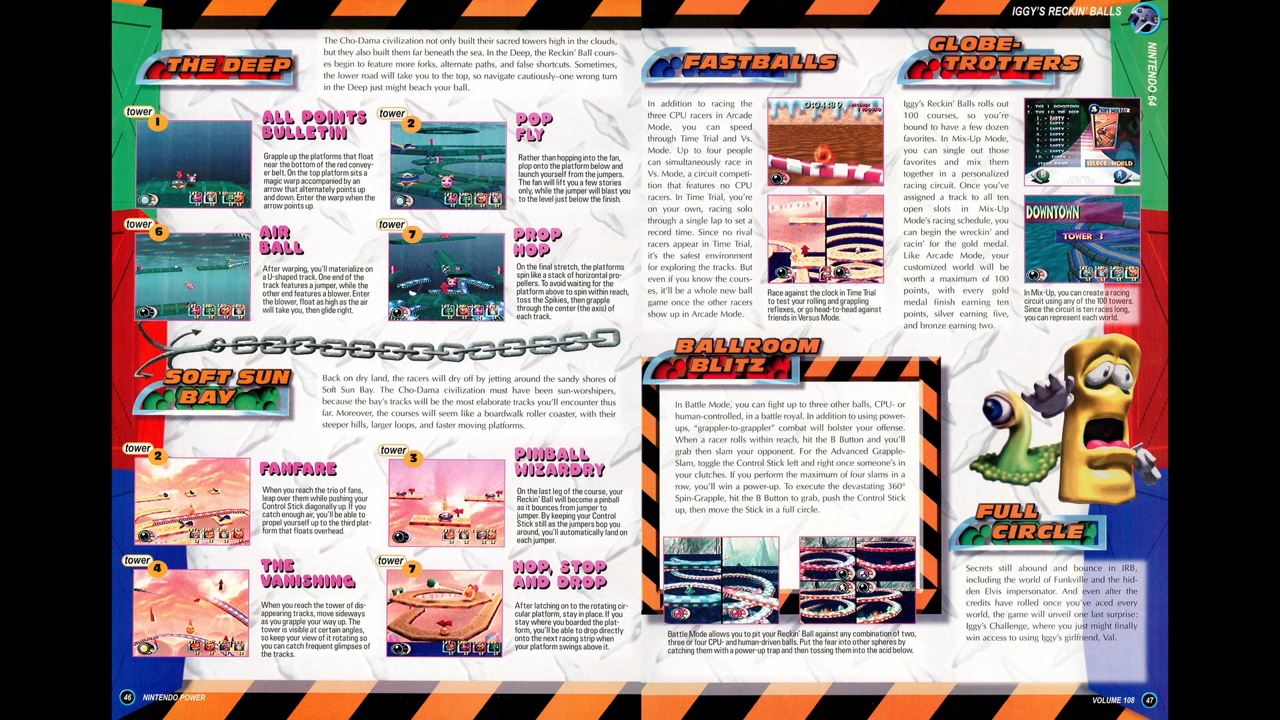 IGGY'S RECKIN' BALLS
NINTENDO 64
THE DEEP
The Cho-Dama civilization not only built their sacred towers high in the clouds,
but they also built them far beneath the sea. In the Deep, the Reckin' Ball cours-
es begin to feature more forks, alternate paths, and false shortcuts. Sometimes,
the lower road will take you to the top, so navigate cautiously–one wrong turn
in the Deep just might beach your ball.
tower
1
ALL POINTS
BULLETIN
Grapple up the platforms that float
near the bottom of the red convey-
er belt. On the top platform sits a
magic warp accompanied by an
arrow that alternately points up
and down. Enter the warp when the
arrow points up.
tower
2
POP
FLY
Rather than hopping into the fan,
plop onto the platform below and
launch yourself from the jumpers.
The fan will lift you a few stories
only, while the jumper will blast you
to the level just below the finish.
tower
6
AIR
BALL
After warping, you'll materialize on
a U-shaped track. One end of the
track features a jumper, while the
other end features a blower. Enter
the blower, float as high as the air
will take you, then glide right.
tower
7
PROP
HOP
On the final stretch, the platforms
spin like a stack of horizontal pro-
pellers. To avoid waiting for the
platform above to spin within reach,
toss the Spikies, then grapple
through the center (the axis) of
each track.
SOFT SUN
BAY
Back on dry land, the racers will dry off by jetting around the sandy shores of
Soft Sun Bay. The Cho-Dama civilization must have been sun-worshipers,
because the bay's tracks will be the most elaborate tracks you'll encounter thus
far. Moreover, the courses will seem like a boardwalk roller coaster, with their
steeper hills, larger loops, and faster moving platforms.
tower
2
FANFARE
When you reach the trio of fans,
leap over them while pushing your
Control Stick diagonally up. If you
catch enough air, you'll be able to
propel yourself up to the third plat-
form that floats overhead.
tower
3
PINBALL
WIZARDRY
On the last leg of the course, your
Reckin' Ball will become a pinball
as it bounces from jumper to
jumper. By keeping your Control
Stick still as the jumpers bop you
around, you'll automatically land on
each jumper.
tower
4
THE
VANISHING
When you reach the tower of dis-
appearing tracks, move sideways
as you grapple your way up. The
tower is visible at certain angles,
so keep your view of it rotating so
you can catch frequent glimpses of
the tracks.
tower
7
HOP, STOP
AND DROP
After latching on to the rotating cir-
cular platform, stay in place. If you
stay where you boarded the plat-
form, you'll be able to drop directly
onto the next racing strip when
your platform swings above it.
46 NINTENDO POWER
FASTBALLS
In addition to racing the
three CPU racers in Arcade
Mode, you can speed
through Time Trial and Vs.
Mode. Up to four people
can simultaneously race in
Vs. Mode, a circuit competi-
tion that features no CPU
racers. In Time Trial, you're
on your own, racing solo
through a single lap to set a
record time. Since no rival
racers appear in Time Trial,
it's the safest environment
for exploring the tracks. But
even if you know the cours-
es, it'll be a whole new ball
game once the other racers
show up in Arcade Mode.
Race against the clock in Time Trial
to test your rolling and grappling
reflexes, or go head-to-head against
friends in Versus Mode.
GLOBE-
TROTTERS
Iggy's Reckin' Balls rolls out
100 courses, so you're
bound to have a few dozen
favorites. In Mix-Up Mode,
you can single out those
favorites and mix them
together in a personalized
racing circuit. Once you've
assigned a track to all ten
open slots in Mix-Up
Mode's racing schedule, you
can begin the wreckin' and
racin' for the gold medal.
Like Arcade Mode, your
customized world will be
worth a maximum of 100
points, with every gold
medal finish earning ten
points, silver earning five,
and bronze earning two.
SELECT WORLD
B
A
DOWNTOWN
TOWER 3
In Mix-Up, you can create a racing
circuit using any of the 100 towers.
Since the circuit is ten races long,
you can represent each world.
BALLROOM
BLITZ
In Battle Mode, you can fight up to three other balls, CPU- or
human-controlled, in a battle royal. In addition to using power-
ups, "grappler-to-grappler" combat will bolster your offense.
When a racer rolls within reach, hit the B Button and you'll
grab then slam your opponent. For the Advanced Grapple-
Slam, toggle the Control Stick left and right once someone's in
your clutches. If you perform the maximum of four slams in a
row, you'll win a power-up. To execute the devastating 360°
Spin-Grapple, hit the B Button to grab, push the Control Stick
up, then move the Stick in a full circle.
Battle Mode allows you to pit your Reckin' Ball against any combination of two,
three or four CPU- and human-driven balls. Put the fear into other spheres by
catching them with a power-up trap and then tossing them into the acid below.
FULL
CIRCLE
Secrets still abound and bounce in IRB,
including the world of Funkville and the hid-
den Elvis impersonator. And even after the
credits have rolled once you've aced every
world, the game will unveil one last surprise:
Iggy's Challenge, where you just might finally
win access to using Iggy's girlfriend, Val.
VOLUME 108 47